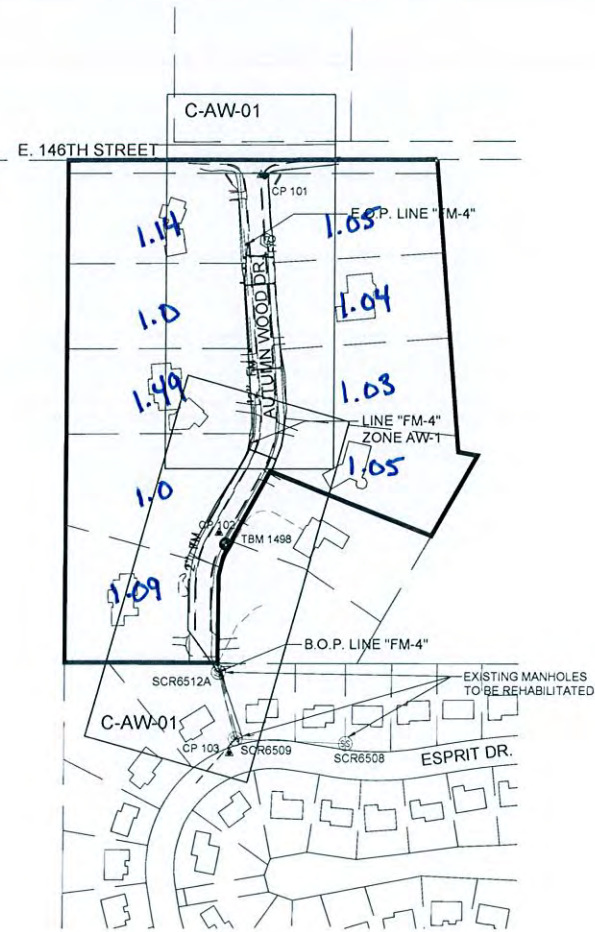 C-AW-01
E. 146TH STREET
CP 101
1.14
1.05
E.O.P. LINE "FM-4"
1.0
1.04
AUTUMN WOOD DR.
1.49
1.03
LINE "FM-4"
ZONE AW-1
1.05
1.0
CP 102
TBM 1498
2" FM
1.09
B.O.P. LINE "FM-4"
SCR6512A
EXISTING MANHOLES
TO BE REHABILITATED
C-AW-01
CP 103
SCR6509
SS
SCR6508
ESPRIT DR.